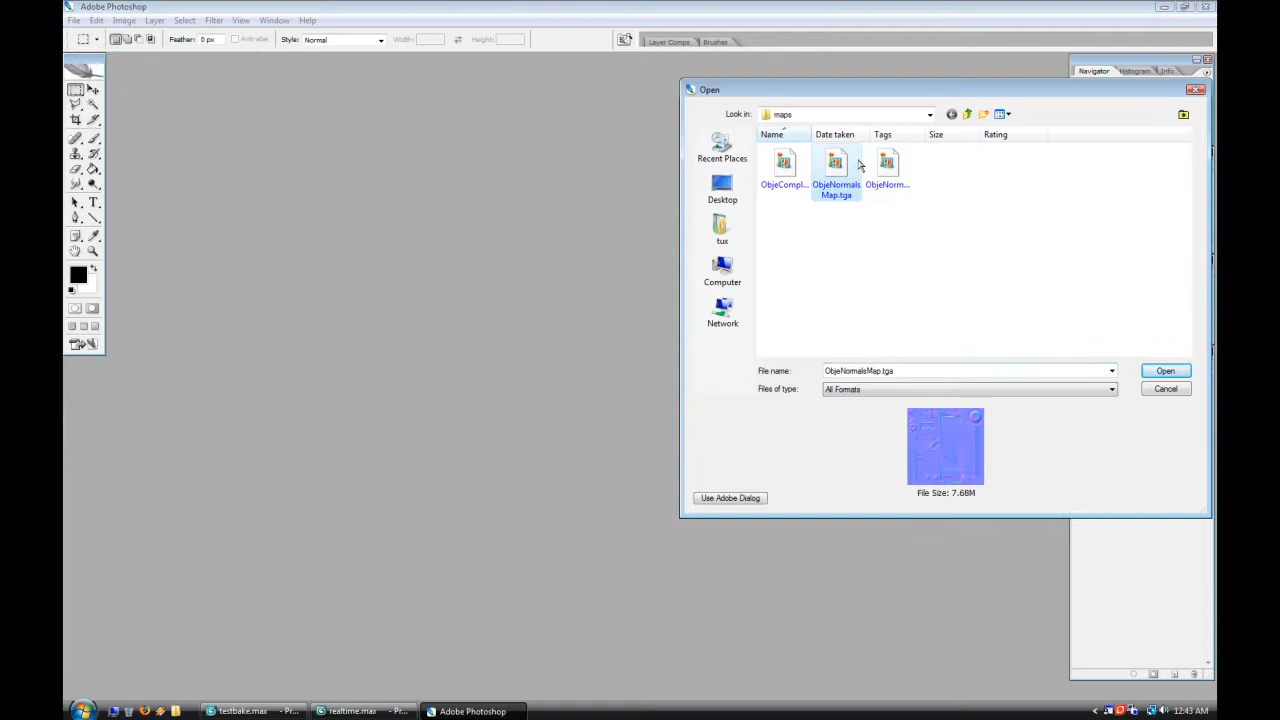 Adobe Photoshop
File Edit Image Layer Select Filter View Window Help
Feather: 0 px Anti-alias Style: Normal Width: Height: Layer Comps Brushes
Navigator Histogram Info
Open
Look in: maps
Name Date taken Tags Size Rating
Recent Places
Desktop
tux
Computer
Network
ObjeCompl... ObjeNormals ObjeNorm...
Map.tga
File name: ObjeNormalsMap.tga Open
Files of type: All Formats Cancel
File Size: 7.68M
Use Adobe Dialog
testbake.max - Pr... realtime.max - Pr... Adobe Photoshop 12:43 AM